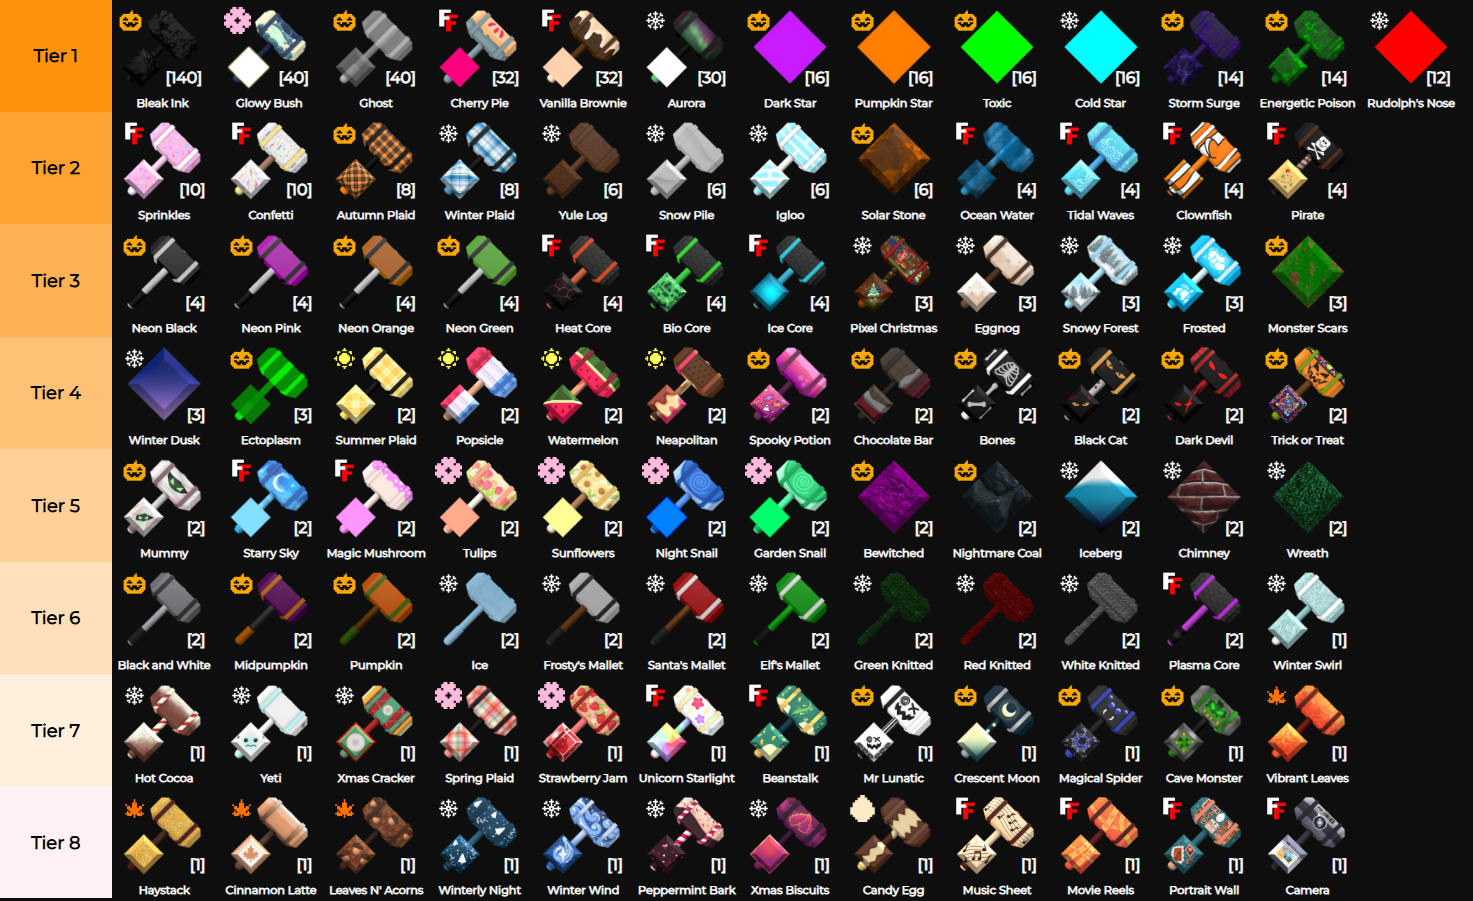 Tier 1
[140] [40] [40] [32] [32] [30] [16] [16] [16] [16] [14] [14] [12]
Bleak Ink Glowy Bush Ghost Cherry Pie Vanilla Brownie Aurora Dark Star Pumpkin Star Toxic Cold Star Storm Surge Energetic Poison Rudolph's Nose
Tier 2
[10] [10] [8] [8] [6] [6] [6] [6] [4] [4] [4] [4]
Sprinkles Confetti Autumn Plaid Winter Plaid Yule Log Snow Pile Igloo Solar Stone Ocean Water Tidal Waves Clownfish Pirate
Tier 3
[4] [4] [4] [4] [4] [4] [4] [3] [3] [3] [3] [3]
Neon Black Neon Pink Neon Orange Neon Green Heat Core Bio Core Ice Core Pixel Christmas Eggnog Snowy Forest Frosted Monster Scars
Tier 4
[3] [3] [2] [2] [2] [2] [2] [2] [2] [2] [2] [2]
Winter Dusk Ectoplasm Summer Plaid Popsicle Watermelon Neapolitan Spooky Potion Chocolate Bar Bones Black Cat Dark Devil Trick or Treat
Tier 5
[2] [2] [2] [2] [2] [2] [2] [2] [2] [2] [2] [2]
Mummy Starry Sky Magic Mushroom Tulips Sunflowers Night Snail Garden Snail Bewitched Nightmare Coal Iceberg Chimney Wreath
Tier 6
[2] [2] [2] [2] [2] [2] [2] [2] [2] [2] [2] [1]
Black and White Midpumpkin Pumpkin Ice Frosty's Mallet Santa's Mallet Elf's Mallet Green Knitted Red Knitted White Knitted Plasma Core Winter Swirl
Tier 7
[1] [1] [1] [1] [1] [1] [1] [1] [1] [1] [1] [1]
Hot Cocoa Yeti Xmas Cracker Spring Plaid Strawberry Jam Unicorn Starlight Beanstalk Mr Lunatic Crescent Moon Magical Spider Cave Monster Vibrant Leaves
Tier 8
[1] [1] [1] [1] [1] [1] [1] [1] [1] [1] [1] [1]
Haystack Cinnamon Latte Leaves N' Acorns Winterly Night Winter Wind Peppermint Bark Xmas Biscuits Candy Egg Music Sheet Movie Reels Portrait Wall Camera